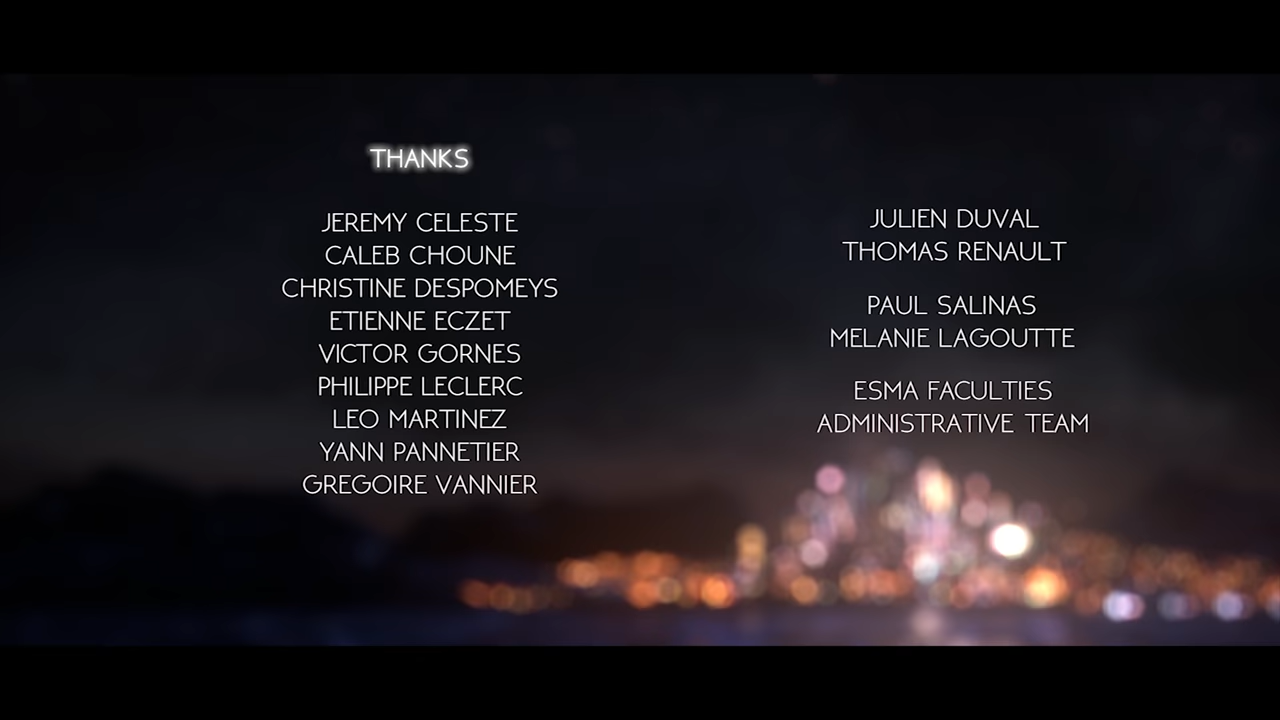 THANKS
JEREMY CELESTE
CALEB CHOUNE
CHRISTINE DESPOMEYS
ETIENNE ECZET
VICTOR GORNES
PHILIPPE LECLERC
LEO MARTINEZ
YANN PANNETIER
GREGOIRE VANNIER
JULIEN DUVAL
THOMAS RENAULT
PAUL SALINAS
MELANIE LAGOUTTE
ESMA FACULTIES
ADMINISTRATIVE TEAM